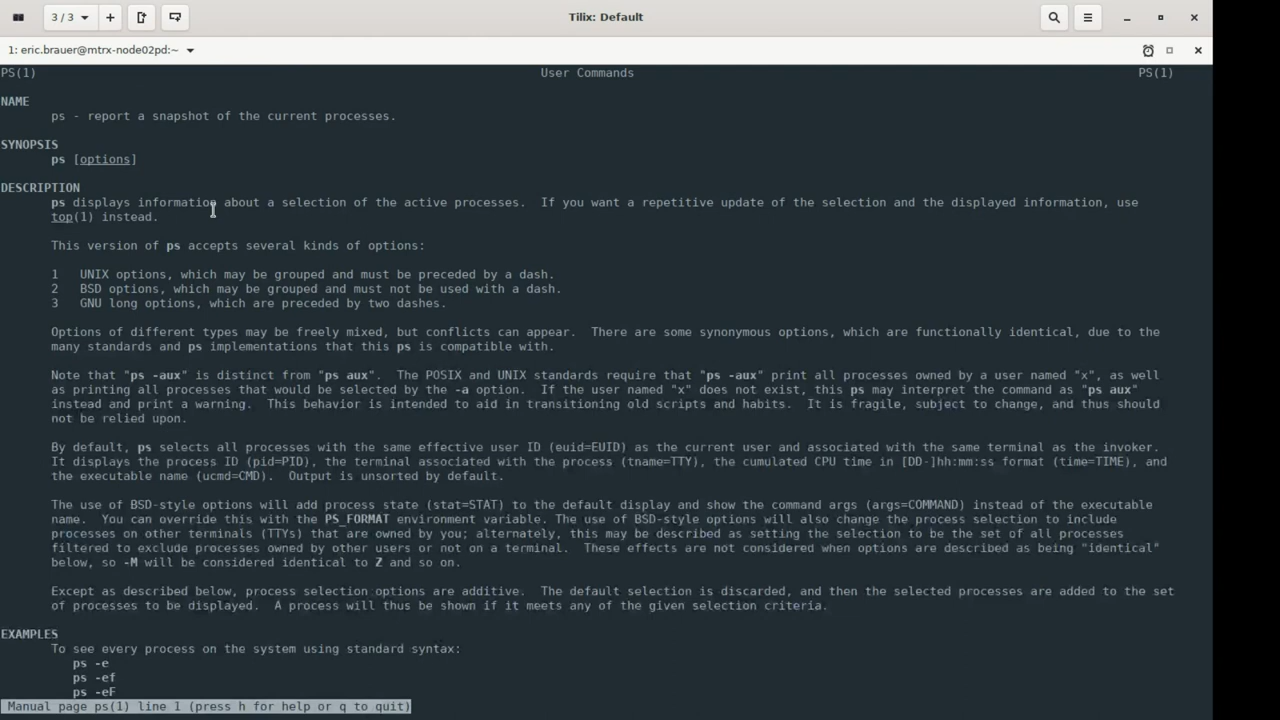 3 / 3
Tilix: Default
1: eric.brauer@mtrx-node02pd:~
PS(1) User Commands PS(1)
NAME
ps - report a snapshot of the current processes.
SYNOPSIS
ps [options]
DESCRIPTION
ps displays information about a selection of the active processes.  If you want a repetitive update of the selection and the displayed information, use
top(1) instead.
This version of ps accepts several kinds of options:
1   UNIX options, which may be grouped and must be preceded by a dash.
2   BSD options, which may be grouped and must not be used with a dash.
3   GNU long options, which are preceded by two dashes.
Options of different types may be freely mixed, but conflicts can appear.  There are some synonymous options, which are functionally identical, due to the
many standards and ps implementations that this ps is compatible with.
Note that "ps -aux" is distinct from "ps aux".  The POSIX and UNIX standards require that "ps -aux" print all processes owned by a user named "x", as well
as printing all processes that would be selected by the -a option.  If the user named "x" does not exist, this ps may interpret the command as "ps aux"
instead and print a warning.  This behavior is intended to aid in transitioning old scripts and habits.  It is fragile, subject to change, and thus should
not be relied upon.
By default, ps selects all processes with the same effective user ID (euid=EUID) as the current user and associated with the same terminal as the invoker.
It displays the process ID (pid=PID), the terminal associated with the process (tname=TTY), the cumulated CPU time in [DD-]hh:mm:ss format (time=TIME), and
the executable name (ucmd=CMD).  Output is unsorted by default.
The use of BSD-style options will add process state (stat=STAT) to the default display and show the command args (args=COMMAND) instead of the executable
name.  You can override this with the PS_FORMAT environment variable. The use of BSD-style options will also change the process selection to include
processes on other terminals (TTYs) that are owned by you; alternately, this may be described as setting the selection to be the set of all processes
filtered to exclude processes owned by other users or not on a terminal.  These effects are not considered when options are described as being "identical"
below, so -M will be considered identical to Z and so on.
Except as described below, process selection options are additive.  The default selection is discarded, and then the selected processes are added to the set
of processes to be displayed.  A process will thus be shown if it meets any of the given selection criteria.
EXAMPLES
To see every process on the system using standard syntax:
ps -e
ps -ef
ps -eF
Manual page ps(1) line 1 (press h for help or q to quit)